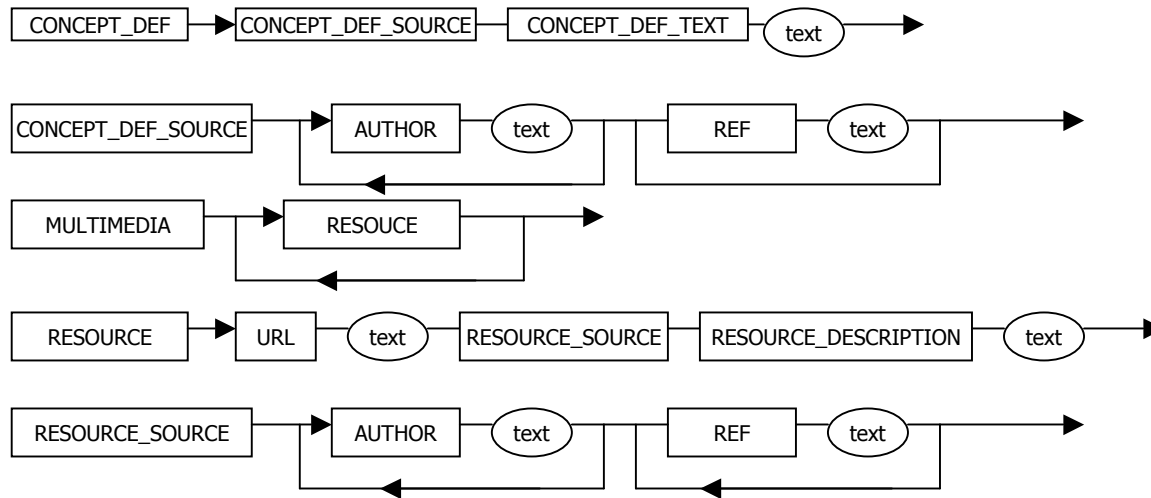 CONCEPT_DEF CONCEPT_DEF_SOURCE CONCEPT_DEF_TEXT text
CONCEPT_DEF_SOURCE AUTHOR text REF text
MULTIMEDIA RESOUCE
RESOURCE URL text RESOURCE_SOURCE RESOURCE_DESCRIPTION text
RESOURCE_SOURCE AUTHOR text REF text